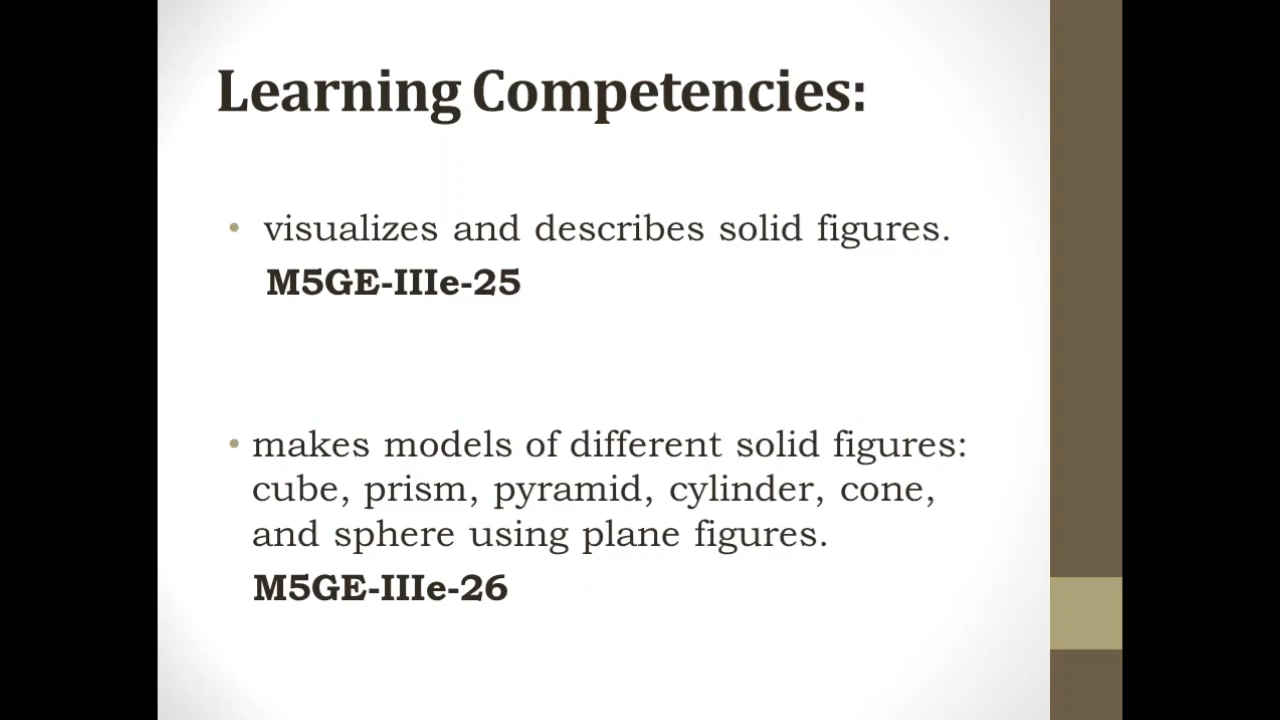 Learning Competencies:
• visualizes and describes solid figures.
M5GE-IIIe-25
• makes models of different solid figures:
cube, prism, pyramid, cylinder, cone,
and sphere using plane figures.
M5GE-IIIe-26